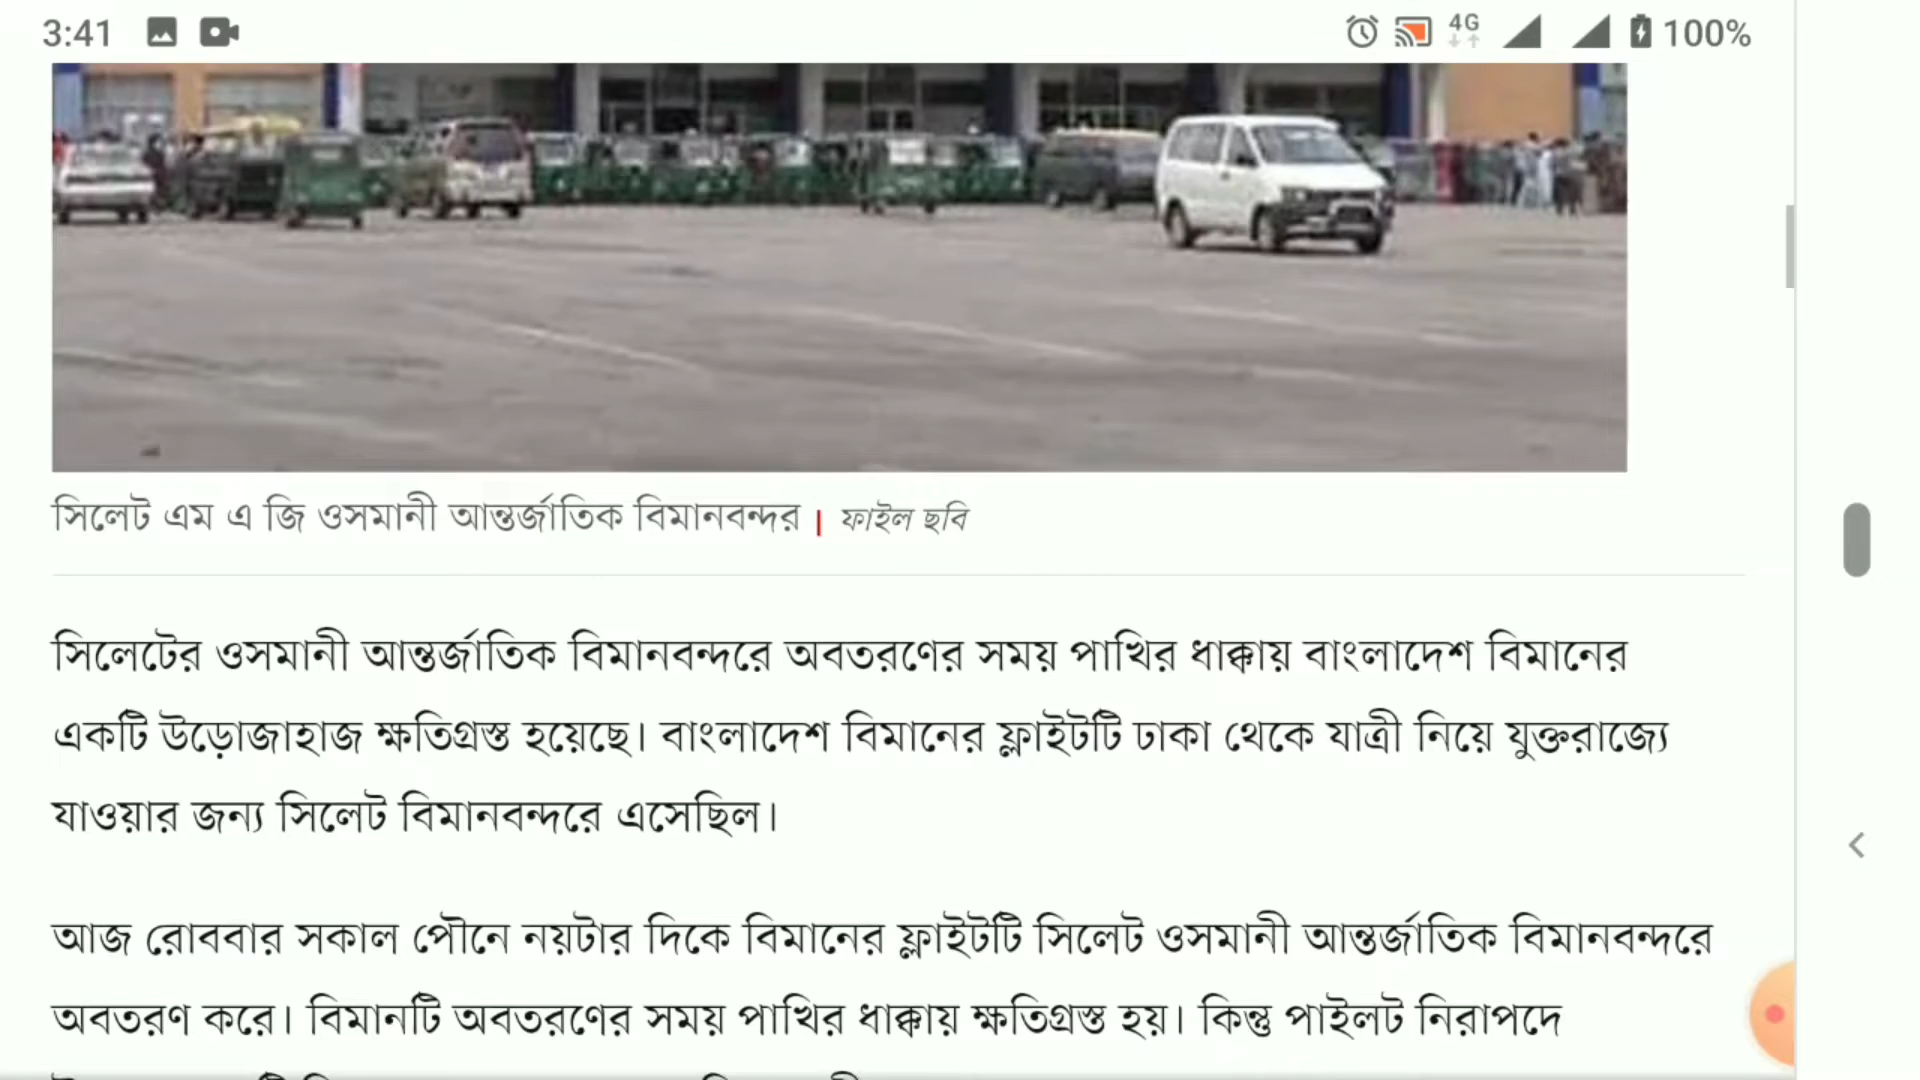 3:41
4G
100%
সিলেট এম এ জি ওসমানী আন্তর্জাতিক বিমানবন্দর | ফাইল ছবি
সিলেটের ওসমানী আন্তর্জাতিক বিমানবন্দরে অবতরণের সময় পাখির ধাক্কায় বাংলাদেশ বিমানের
একটি উড়োজাহাজ ক্ষতিগ্রস্ত হয়েছে। বাংলাদেশ বিমানের ফ্লাইটটি ঢাকা থেকে যাত্রী নিয়ে যুক্তরাজ্যে
যাওয়ার জন্য সিলেট বিমানবন্দরে এসেছিল।
আজ রোববার সকাল পৌনে নয়টার দিকে বিমানের ফ্লাইটটি সিলেট ওসমানী আন্তর্জাতিক বিমানবন্দরে
অবতরণ করে। বিমানটি অবতরণের সময় পাখির ধাক্কায় ক্ষতিগ্রস্ত হয়। কিন্তু পাইলট নিরাপদে